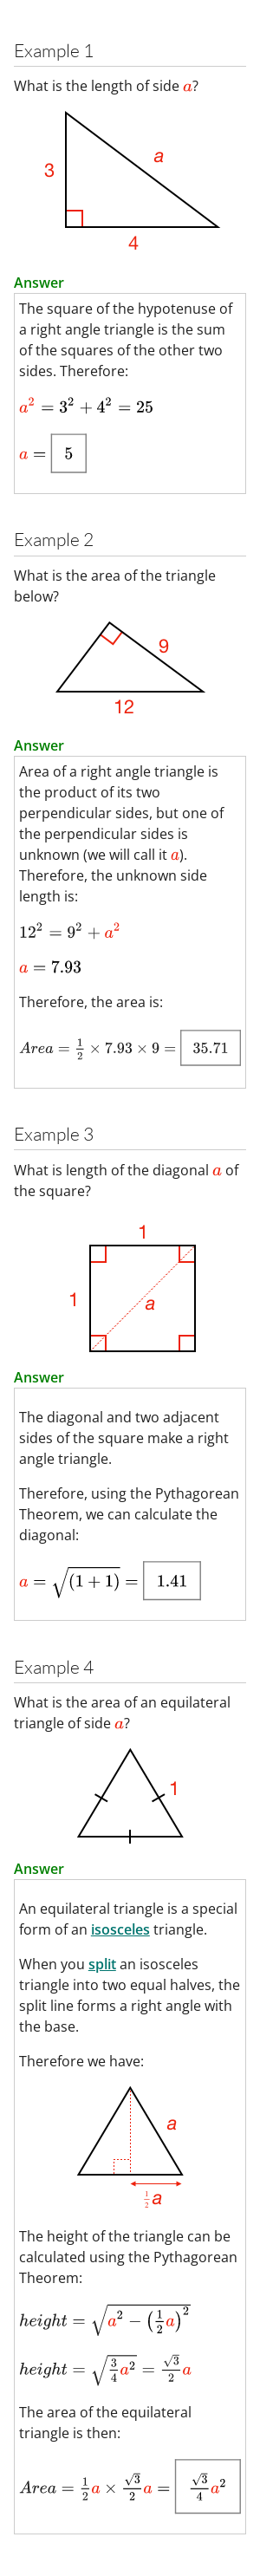 Example 1
What is the length of side a?
3
a
4
Answer
The square of the hypotenuse of
a right angle triangle is the sum
of the squares of the other two
sides. Therefore:
a² = 3² + 4² = 25
a = 5
Example 2
What is the area of the triangle
below?
9
12
Answer
Area of a right angle triangle is
the product of its two
perpendicular sides, but one of
the perpendicular sides is
unknown (we will call it a).
Therefore, the unknown side
length is:
12² = 9² + a²
a = 7.93
Therefore, the area is:
Area = 1/2 × 7.93 × 9 = 35.71
Example 3
What is length of the diagonal a of
the square?
1
1
a
Answer
The diagonal and two adjacent
sides of the square make a right
angle triangle.
Therefore, using the Pythagorean
Theorem, we can calculate the
diagonal:
a = √(1 + 1) = 1.41
Example 4
What is the area of an equilateral
triangle of side a?
1
Answer
An equilateral triangle is a special
form of an isosceles triangle.
When you split an isosceles
triangle into two equal halves, the
split line forms a right angle with
the base.
Therefore we have:
a
1/2 a
The height of the triangle can be
calculated using the Pythagorean
Theorem:
height = √(a² − (1/2 a)²)
height = √(3/4 a²) = √3/2 a
The area of the equilateral
triangle is then:
Area = 1/2 a × √3/2 a = √3/4 a²